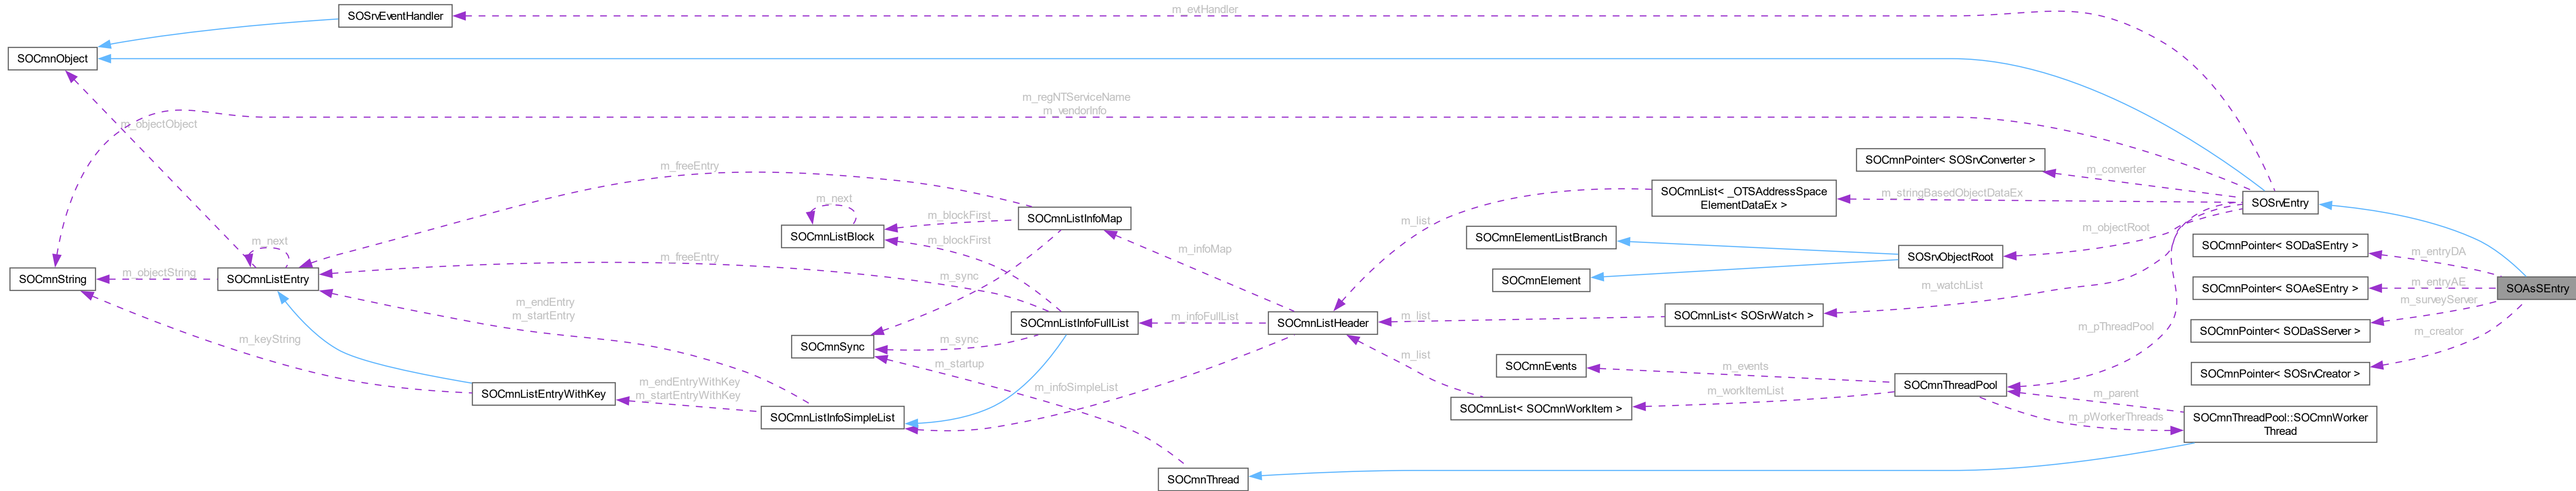 SOSrvEventHandler
m_evtHandler
SOCmnObject
m_regNTServiceName
m_vendorInfo
m_objectObject
SOCmnPointer< SOSrvConverter >
m_converter
m_freeEntry
SOCmnList< _OTSAddressSpace
ElementDataEx >
m_stringBasedObjectDataEx
SOSrvEntry
m_next
SOCmnListInfoMap
m_blockFirst
m_list
SOCmnListBlock
SOCmnElementListBranch
m_objectRoot
m_next
m_blockFirst
m_infoMap
SOSrvObjectRoot
SOCmnPointer< SODaSEntry >
m_entryDA
m_freeEntry
SOCmnString
m_objectString
SOCmnListEntry
m_sync
SOCmnElement
m_watchList
SOCmnPointer< SOAeSEntry >
m_entryAE
SOAsSEntry
m_endEntry
m_startEntry
m_surveyServer
SOCmnListInfoFullList
m_infoFullList
SOCmnListHeader
m_list
SOCmnList< SOSrvWatch >
m_pThreadPool
SOCmnPointer< SODaSServer >
m_creator
m_keyString
SOCmnSync
m_sync
m_startup
m_list
SOCmnEvents
m_events
SOCmnPointer< SOSrvCreator >
m_endEntryWithKey
m_startEntryWithKey
SOCmnListEntryWithKey
m_infoSimpleList
m_workItemList
SOCmnThreadPool
m_parent
SOCmnListInfoSimpleList
SOCmnList< SOCmnWorkItem >
m_pWorkerThreads
SOCmnThreadPool::SOCmnWorker
Thread
SOCmnThread